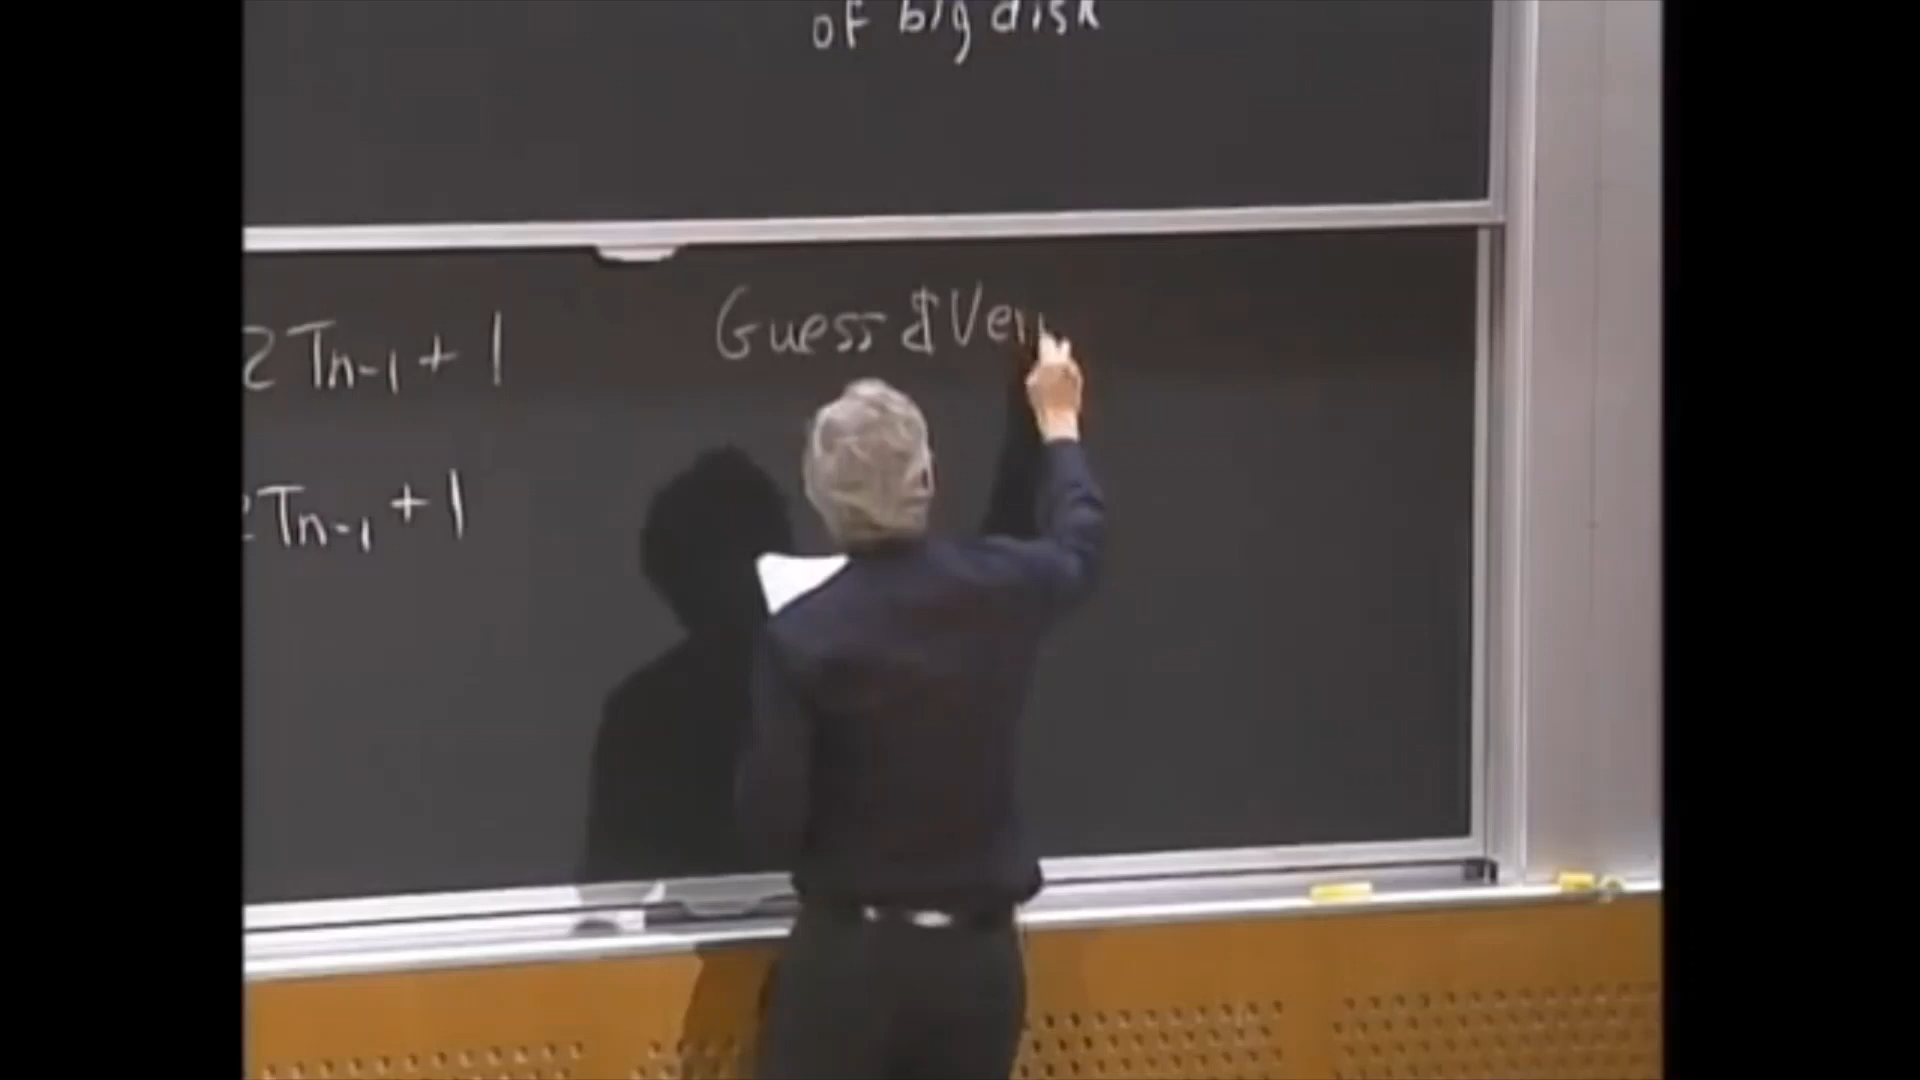 of big disk
2Tn-1 + 1
Guess & Ver
2Tn-1 + 1